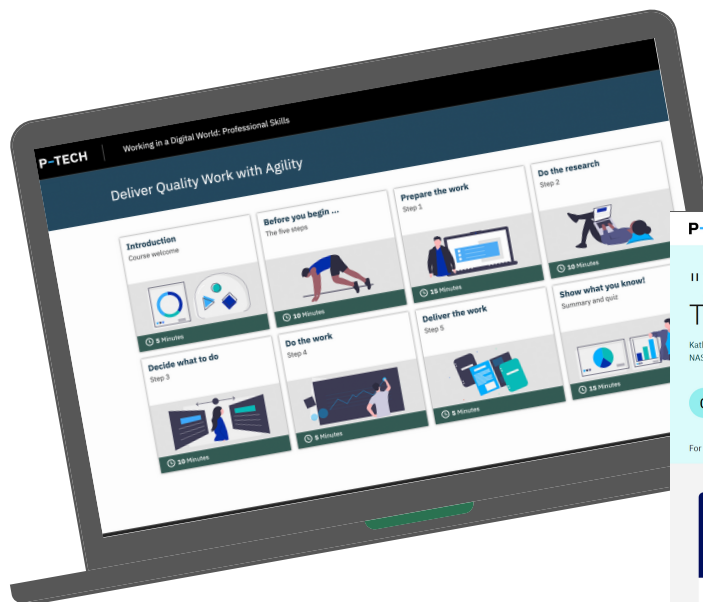 P-TECH
Working in a Digital World: Professional Skills
Deliver Quality Work with Agility
Introduction
Course welcome
5 Minutes
Before you begin ...
The five steps
10 Minutes
Prepare the work
Step 1
15 Minutes
Do the research
Step 2
10 Minutes
Decide what to do
Step 3
10 Minutes
Do the work
Step 4
5 Minutes
Deliver the work
Step 5
5 Minutes
Show what you know!
Summary and quiz
15 Minutes
P-
"
T
NAS
For